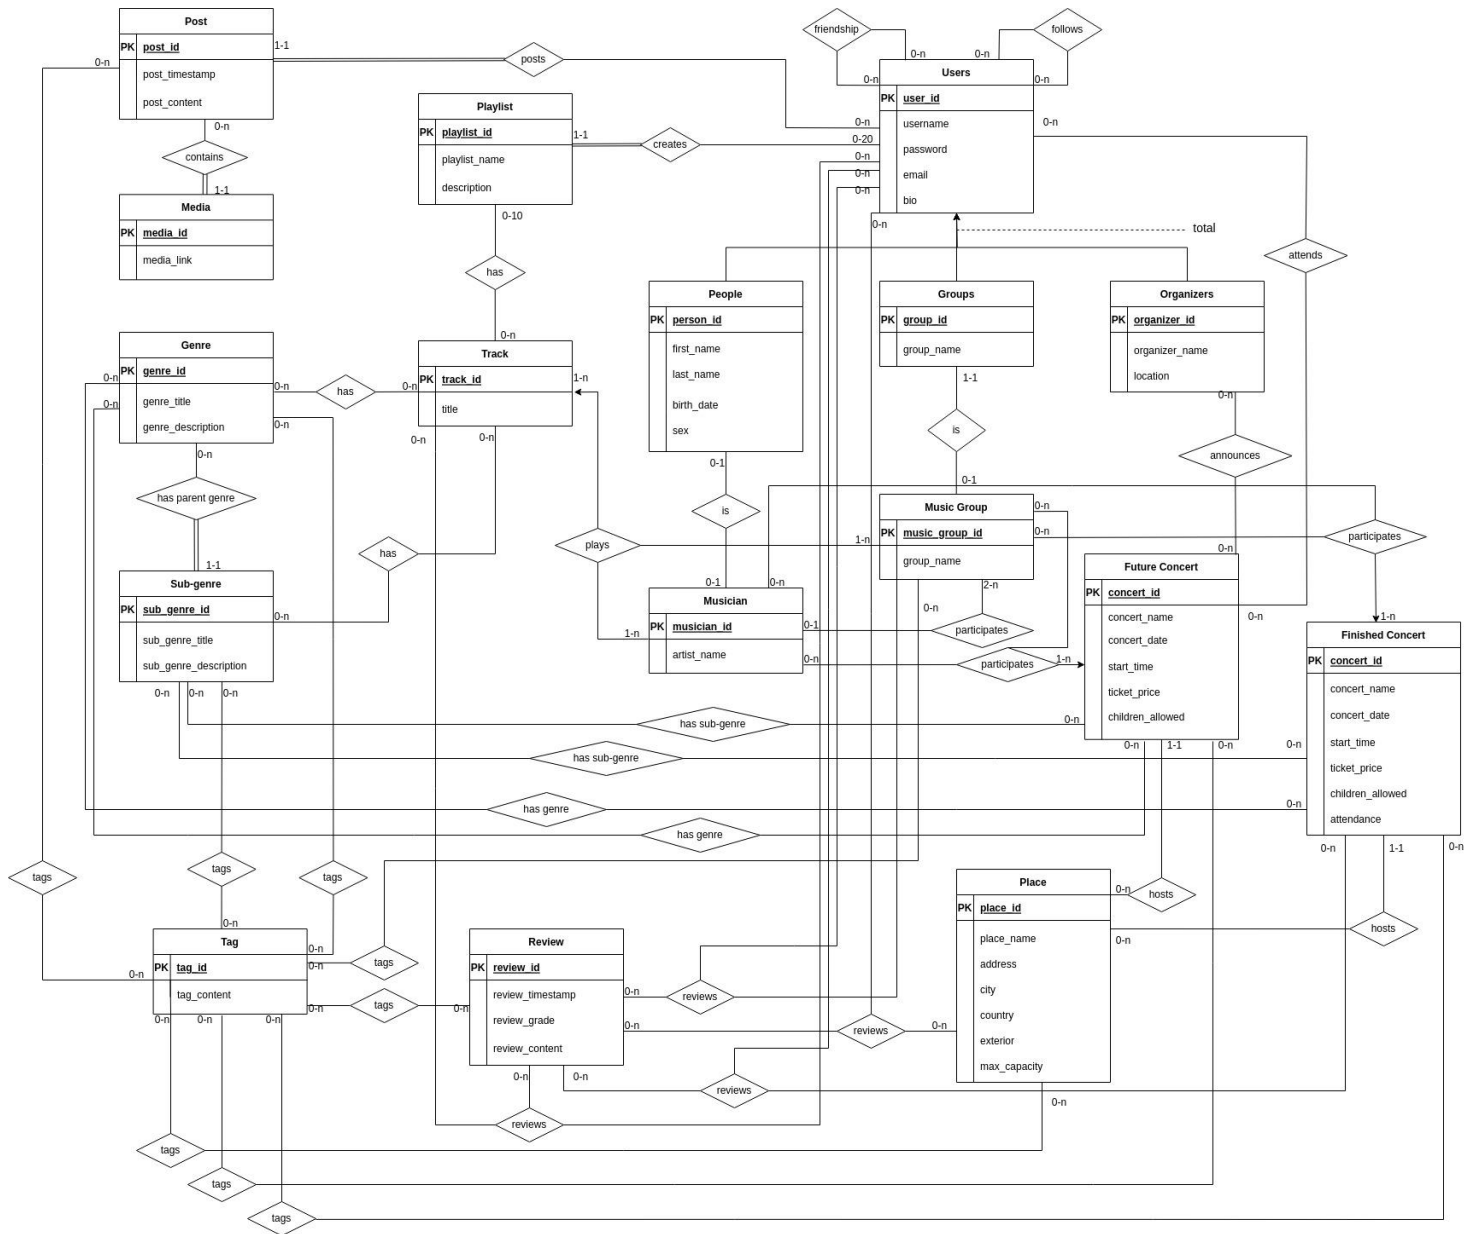 Post
PK post_id
post_timestamp
post_content
1-1
0-n
0-n
contains
1-1
Media
PK media_id
media_link
posts
friendship
follows
0-n
0-n
0-n
0-n
Users
PK user_id
username
password
email
bio
0-n
0-20
0-n
0-n
0-n
0-n
0-n
Playlist
PK playlist_id
playlist_name
description
1-1
creates
0-10
has
0-n
total
attends
People
PK person_id
first_name
last_name
birth_date
sex
0-1
Groups
PK group_id
group_name
1-1
Organizers
PK organizer_id
organizer_name
location
0-n
Genre
PK genre_id
genre_title
genre_description
0-n
0-n
0-n
0-n
0-n
has
0-n
Track
PK track_id
title
1-n
0-n
0-n
is
announces
has parent genre
1-1
has
is
plays
0-1
0-1
Music Group
PK music_group_id
group_name
1-n
0-n
0-n
2-n
0-n
participates
0-n
Future Concert
PK concert_id
concert_name
concert_date
start_time
ticket_price
children_allowed
0-n
Sub-genre
PK sub_genre_id
sub_genre_title
sub_genre_description
0-n
0-n
0-n
0-n
Musician
PK musician_id
artist_name
0-n
1-n
0-1
0-n
participates
participates
1-n
1-n
Finished Concert
PK concert_id
concert_name
concert_date
start_time
ticket_price
children_allowed
attendance
has sub-genre
0-n
has sub-genre
0-n
0-n
1-1
0-n
has genre
0-n
has genre
0-n
1-1
0-n
tags
tags
tags
0-n
Place
PK place_id
place_name
address
city
country
exterior
max_capacity
0-n
hosts
0-n
hosts
Tag
PK tag_id
tag_content
0-n
0-n
0-n
0-n
0-n
0-n
0-n
tags
tags
0-n
Review
PK review_id
review_timestamp
review_grade
review_content
0-n
0-n
0-n
0-n
reviews
reviews
0-n
reviews
reviews
0-n
tags
tags
tags